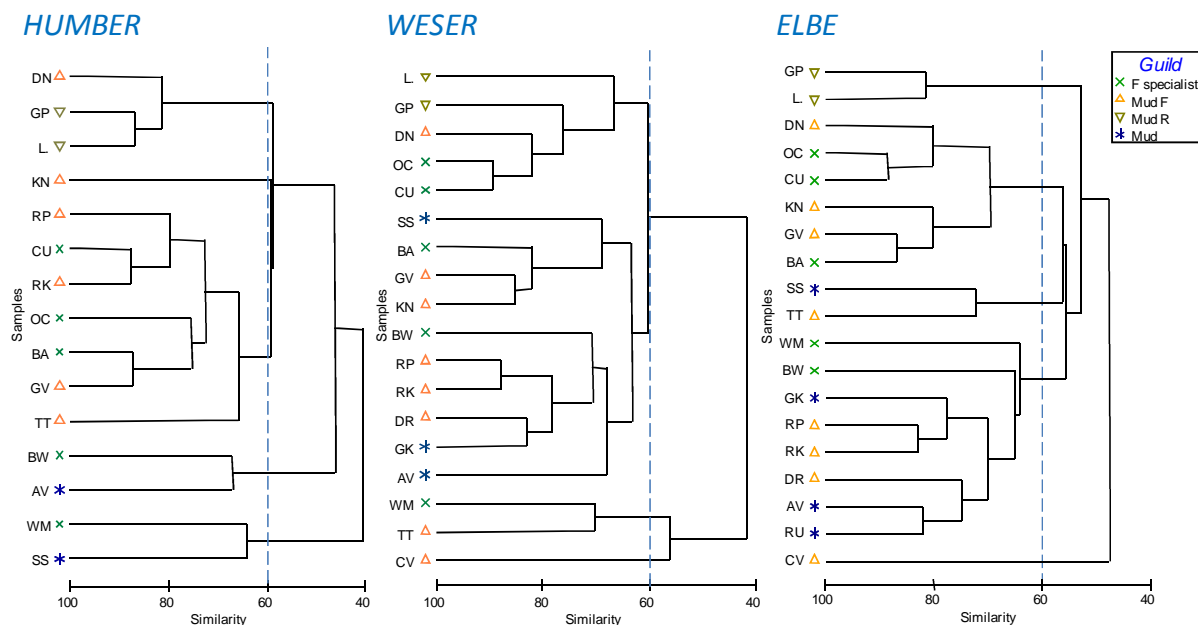 HUMBER
DN
GP
L.
KN
RP
CU
RK
OC
BA
GV
TT
BW
AV
WM
SS
Samples
100 80 60 40
Similarity
WESER
L.
GP
DN
OC
CU
SS
BA
GV
KN
BW
RP
RK
DR
GK
AV
WM
TT
CV
Samples
100 80 60 40
Similarity
ELBE
GP
L.
DN
OC
CU
KN
GV
BA
SS
TT
WM
BW
GK
RP
RK
DR
AV
RU
CV
Samples
100 80 60 40
Similarity
Guild
F specialist
Mud F
Mud R
Mud